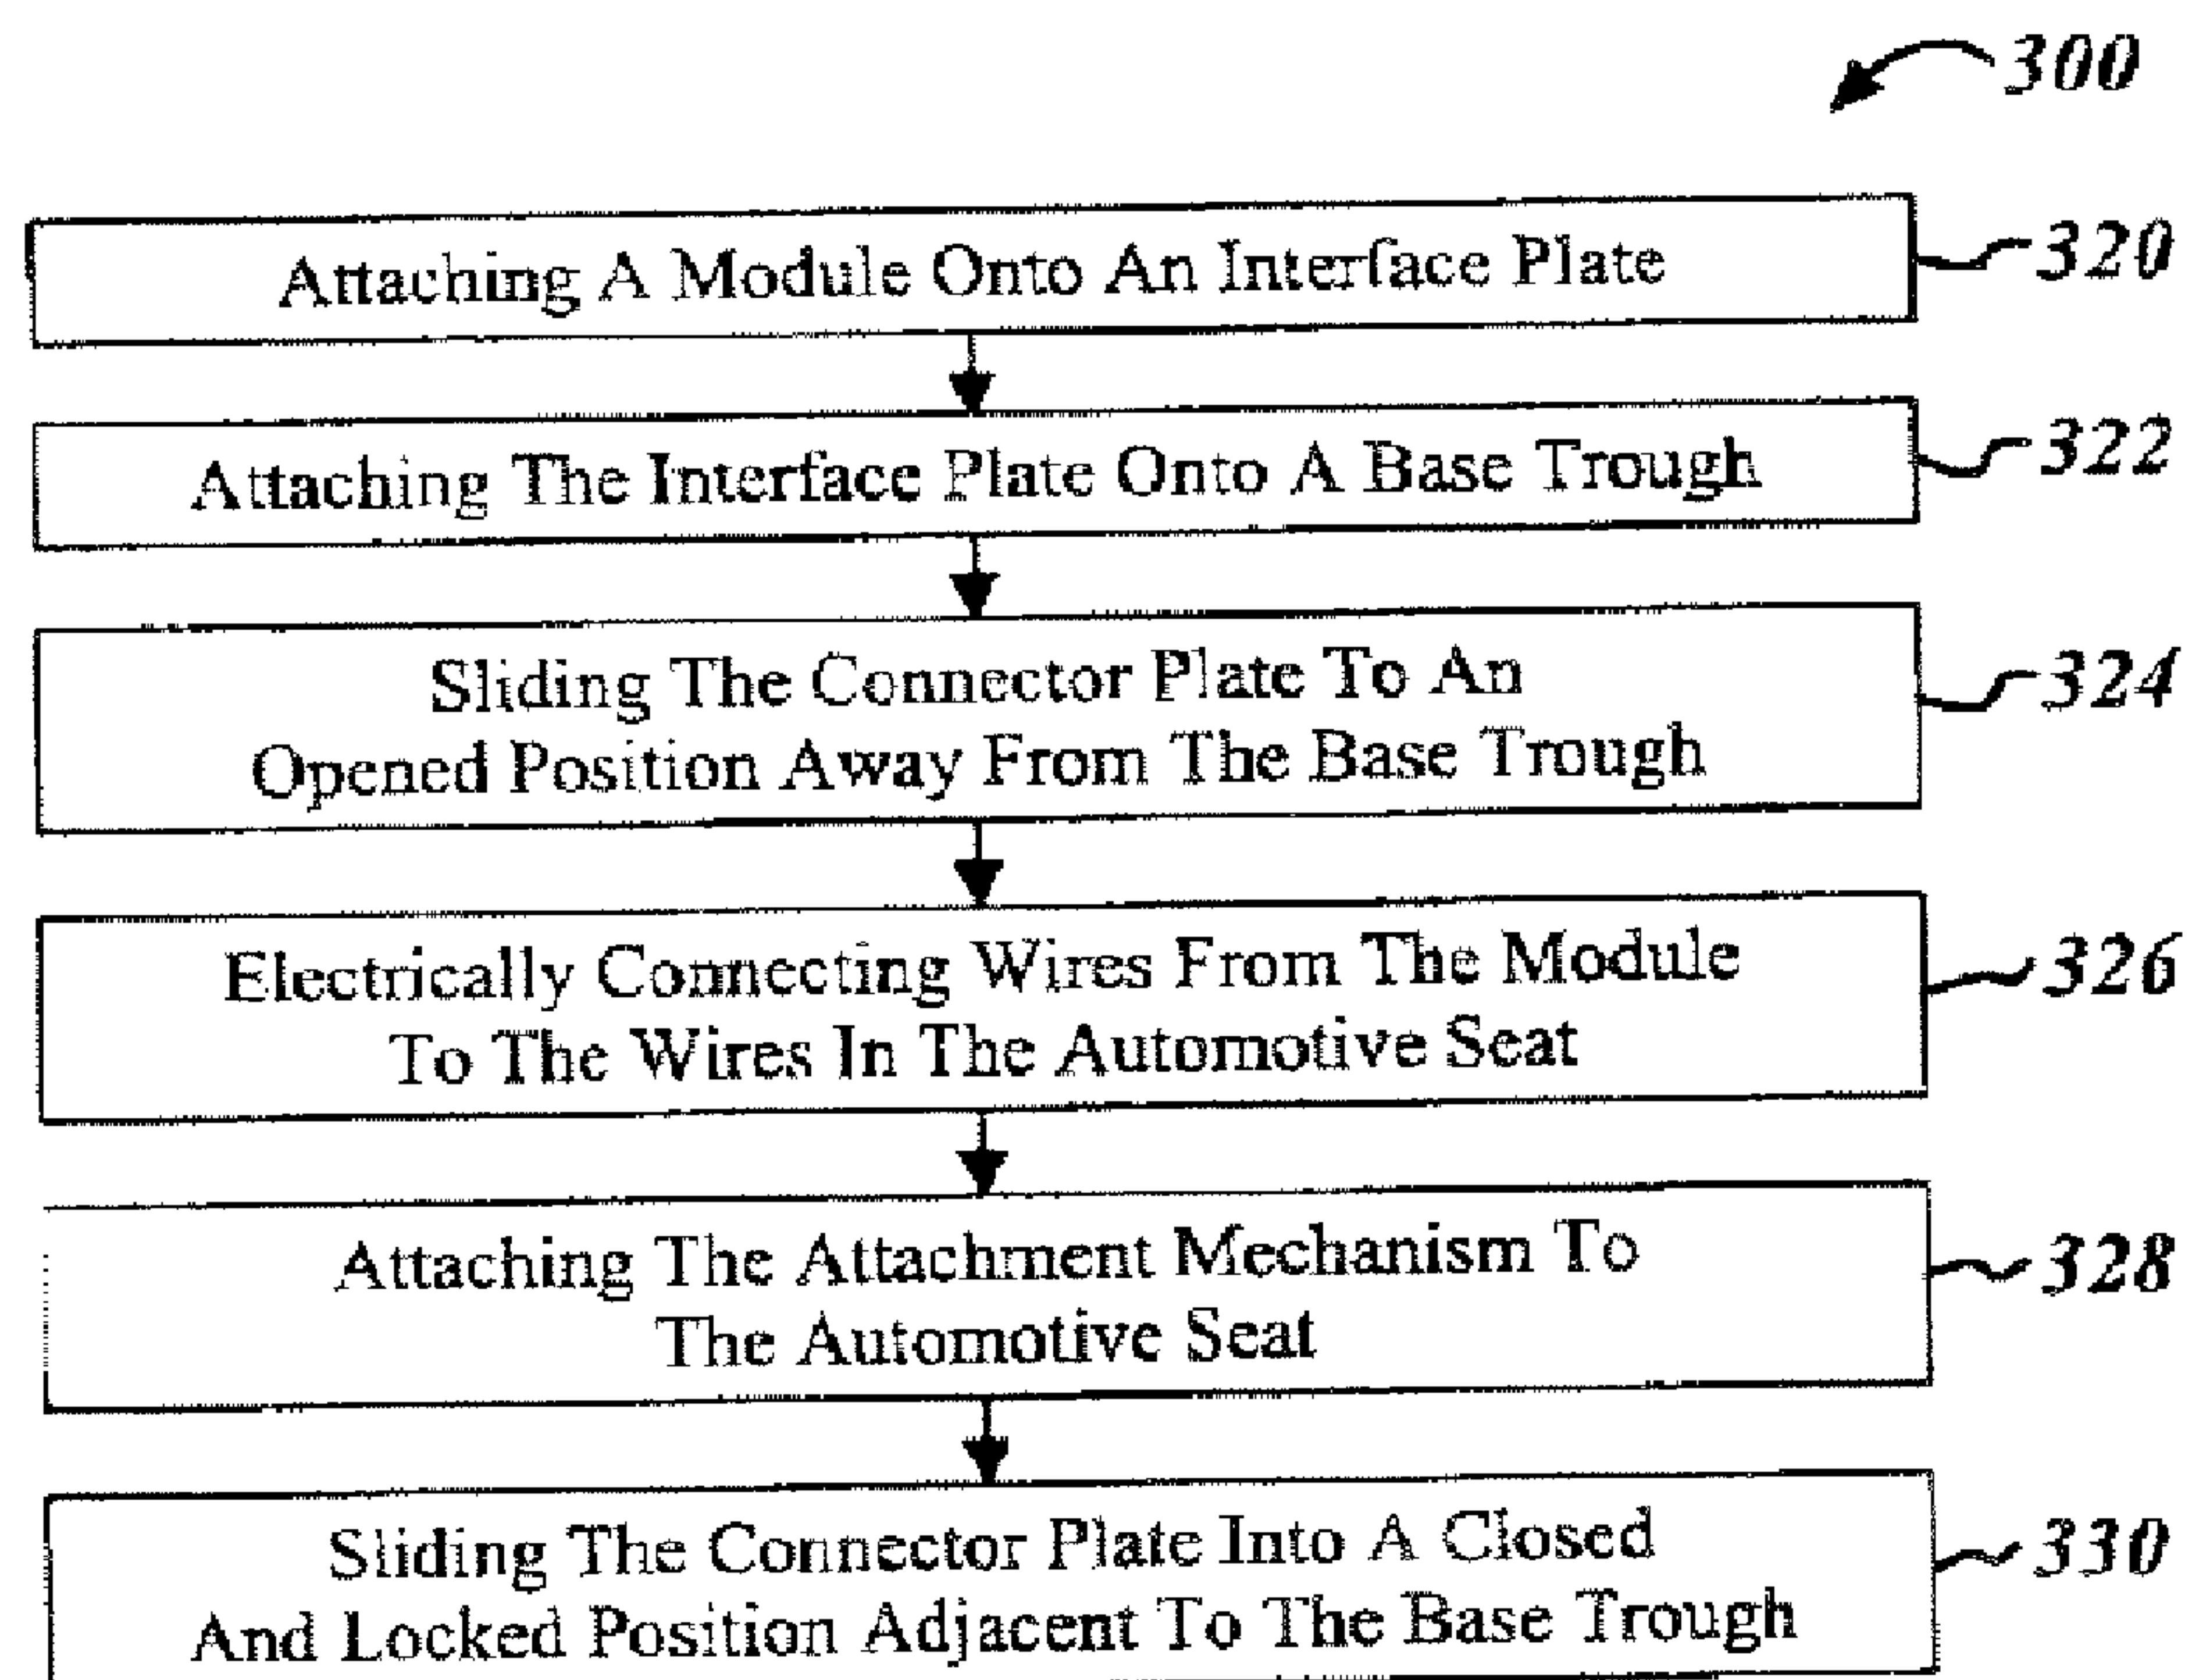 300
Attaching A Module Onto An Interface Plate
320
Attaching The Interface Plate Onto A Base Trough
322
Sliding The Connector Plate To An
Opened Position Away From The Base Trough
324
Electrically Connecting Wires From The Module
To The Wires In The Automotive Seat
326
Attaching The Attachment Mechanism To
The Automotive Seat
328
Sliding The Connector Plate Into A Closed
And Locked Position Adjacent To The Base Trough
330